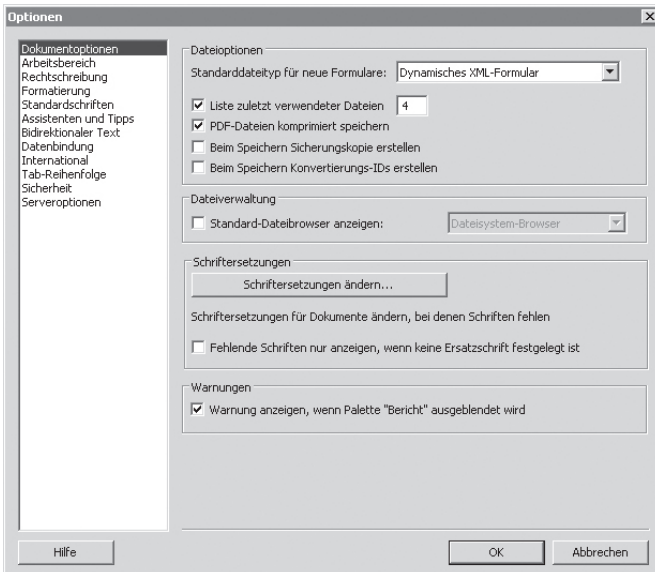 Optionen
Dokumentoptionen
Arbeitsbereich
Rechtschreibung
Formatierung
Standardschriften
Assistenten und Tipps
Bidirektionaler Text
Datenbindung
International
Tab-Reihenfolge
Sicherheit
Serveroptionen
Dateioptionen
Standarddateityp für neue Formulare: Dynamisches XML-Formular
Liste zuletzt verwendeter Dateien 4
PDF-Dateien komprimiert speichern
Beim Speichern Sicherungskopie erstellen
Beim Speichern Konvertierungs-IDs erstellen
Dateiverwaltung
Standard-Dateibrowser anzeigen: Dateisystem-Browser
Schriftersetzungen
Schriftersetzungen ändern...
Schriftersetzungen für Dokumente ändern, bei denen Schriften fehlen
Fehlende Schriften nur anzeigen, wenn keine Ersatzschrift festgelegt ist
Warnungen
Warnung anzeigen, wenn Palette "Bericht" ausgeblendet wird
Hilfe OK Abbrechen